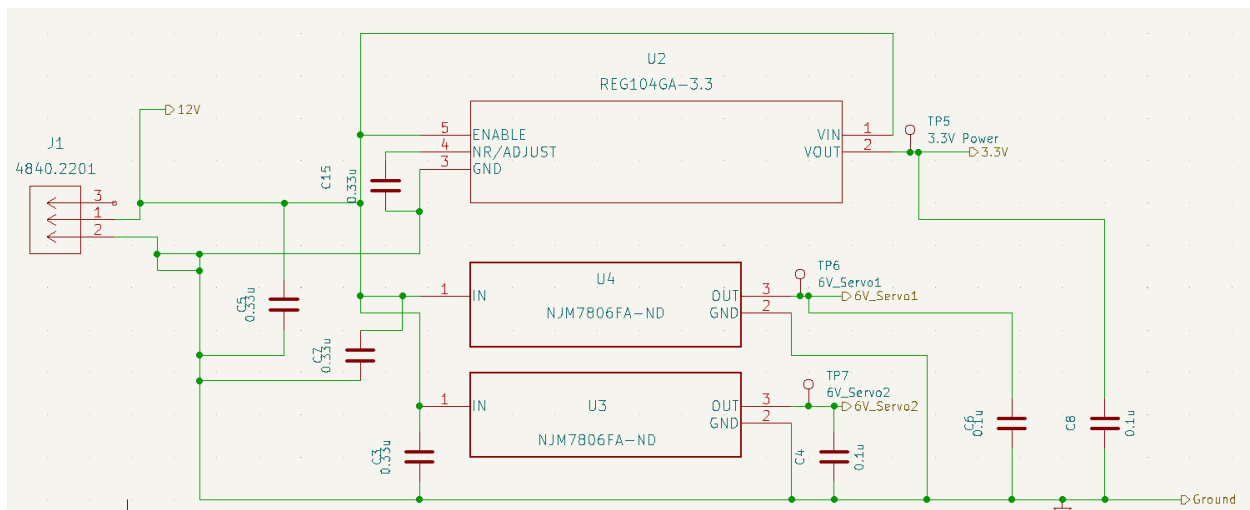 U2
REG104GA-3.3
12V
J1
4840.2201
3
1
2
5 ENABLE
4 NR/ADJUST
3 GND
VIN 1
VOUT 2
TP5
3.3V Power
3.3V
C15
0.33u
C5
0.33u
U4
NJM7806FA-ND
1 IN
OUT 3
GND 2
TP6
6V_Servo1
6V_Servo1
C7
0.33u
U3
NJM7806FA-ND
1 IN
OUT 3
GND 2
TP7
6V_Servo2
6V_Servo2
C3
0.33u
C4
0.1u
C6
0.1u
C8
0.1u
Ground